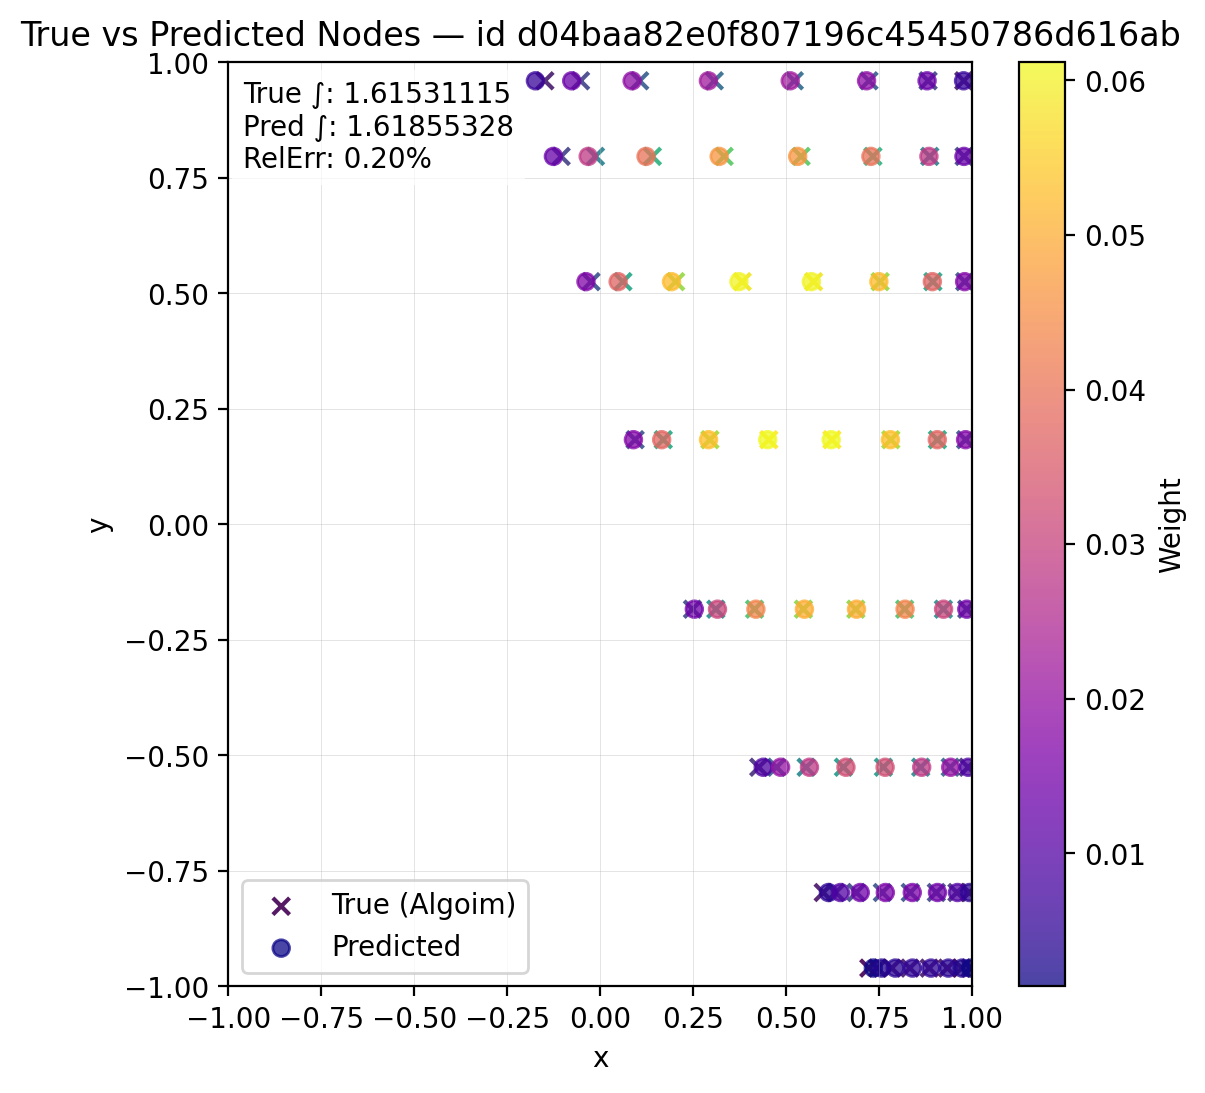 True vs Predicted Nodes — id d04baa82e0f807196c45450786d616ab
True ∫: 1.61531115
Pred ∫: 1.61855328
RelErr: 0.20%
1.00
0.75
0.50
0.25
0.00
−0.25
−0.50
−0.75
−1.00
y
True (Algoim)
Predicted
−1.00 −0.75 −0.50 −0.25 0.00 0.25 0.50 0.75 1.00
x
0.06
0.05
0.04
0.03
0.02
0.01
Weight